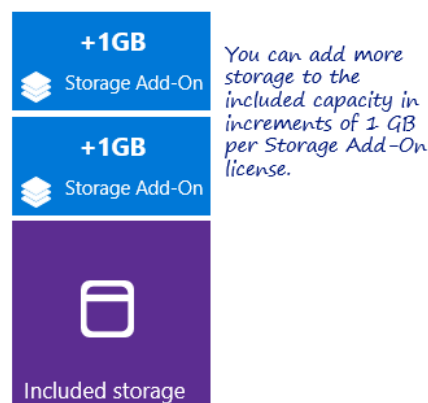 +1GB
Storage Add-On
You can add more
storage to the
included capacity in
increments of 1 GB
per Storage Add-On
license.
+1GB
Storage Add-On
Included storage